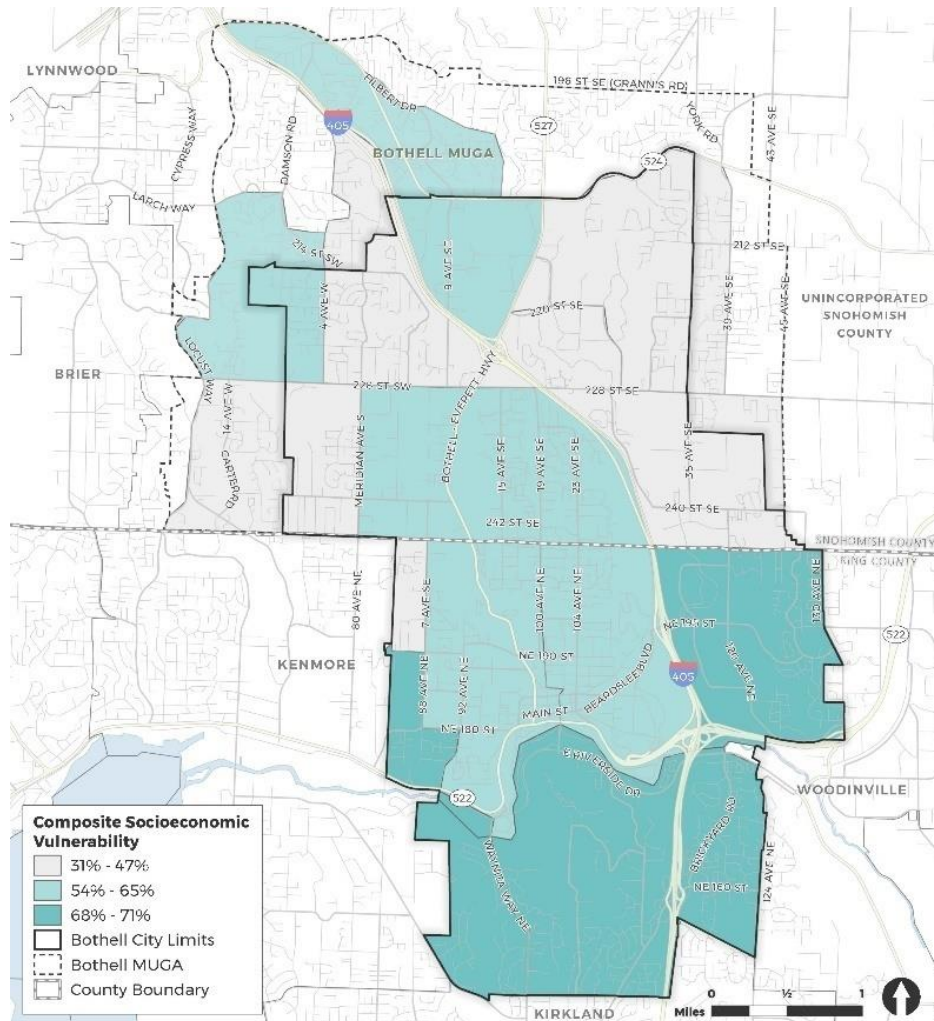 LYNNWOOD
196 ST SE (GRANN'S RD)
FILBERT DR
YORK RD
43 AVE SE
405
527
CYPRESS WAY
DAMSON RD
BOTHELL MUGA
524
LARCH WAY
214 ST SW
9 AVE SE
212 ST SE
4 AVE W
39 AVE SE
45 AVE SE
UNINCORPORATED
SNOHOMISH
COUNTY
220 ST SE
LOCUST WAY
BRIER
226 ST SW
228 ST SE
BOTHELL - EVERETT HWY
14 AVE W
MERIDIAN AVE S
15 AVE SE
19 AVE SE
23 AVE SE
35 AVE SE
CARTER RD
242 ST SE
240 ST SE
SNOHOMISH COUNTY
KING COUNTY
80 AVE NE
7 AVE SE
100 AVE NE
104 AVE NE
130 AVE NE
NE 195 ST
522
KENMORE
NE 190 ST
88 AVE NE
92 AVE NE
BEARDSLEE BLVD
405
MAIN ST
NE 180 ST
E RIVERSIDE DR
522
WOODINVILLE
WAYNITA WAY NE
BRICKYARD RD
NE 160 ST
124 AVE NE
Composite Socioeconomic
Vulnerability
31% - 47%
54% - 65%
68% - 71%
Bothell City Limits
Bothell MUGA
County Boundary
KIRKLAND
0 ½ 1
Miles